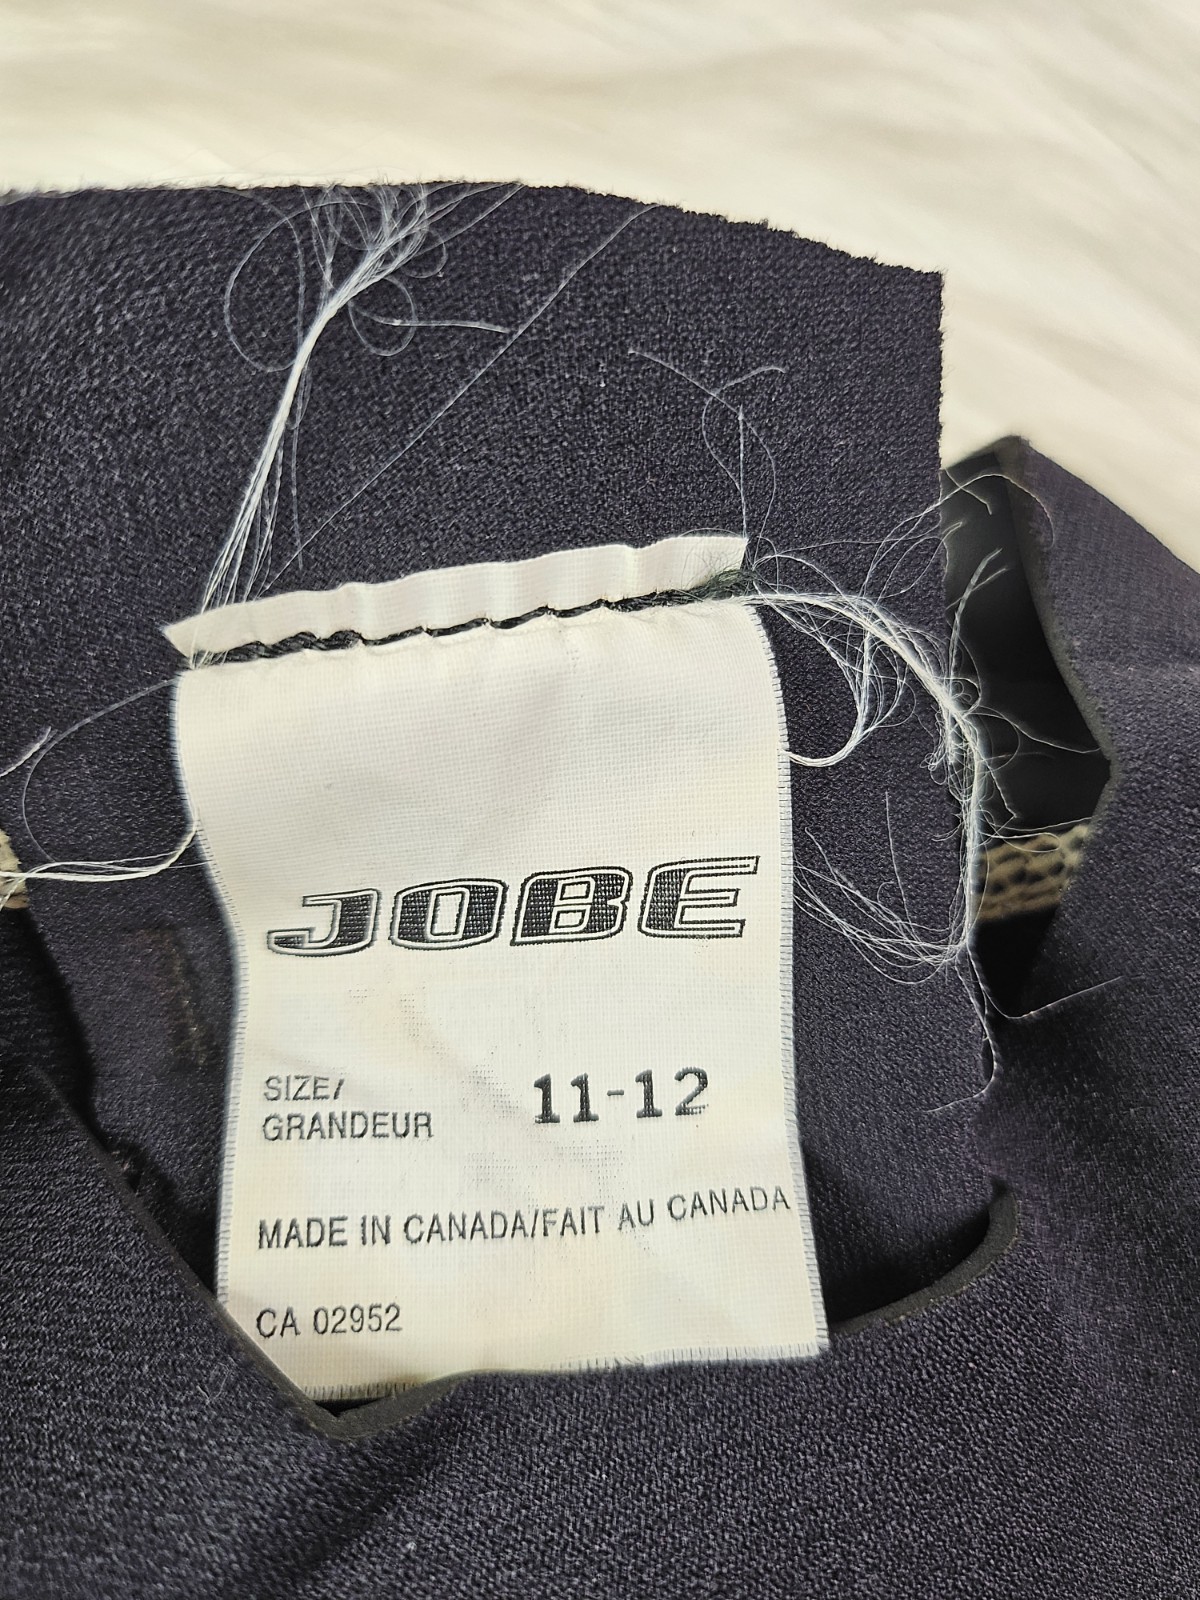 JOBE
SIZE/ 11-12
GRANDEUR
MADE IN CANADA/FAIT AU CANADA
CA 02952